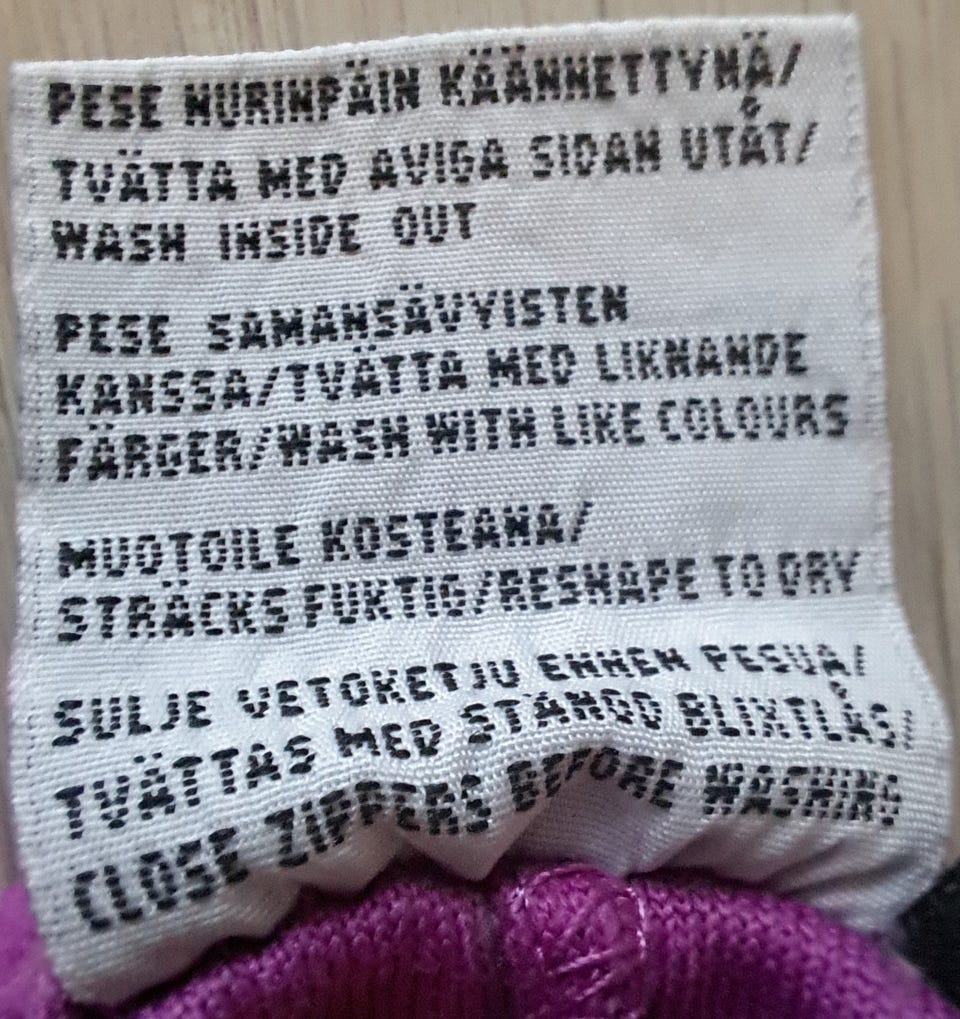 PESE NURINPÄIN KÄÄNNETTYNÄ/
TVÄTTA MED AVIGA SIDAN UTÅT/
WASH INSIDE OUT
PESE SAMANSÄVYISTEN
KANSSA/TVÄTTA MED LIKNANDE
FÄRGER/WASH WITH LIKE COLOURS
MUOTOILE KOSTEANA/
STRÄCKS FUKTIG/RESHAPE TO DRY
SULJE VETOKETJU ENNEN PESUA/
TVÄTTAS MED STÄNGD BLIXTLÅS/
CLOSE ZIPPERS BEFORE WASHING